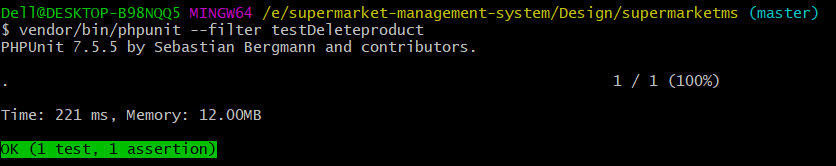 Dell@DESKTOP-B98NQQ5 MINGW64 /e/supermarket-management-system/Design/supermarketms (master)
$ vendor/bin/phpunit --filter testDeleteproduct
PHPUnit 7.5.5 by Sebastian Bergmann and contributors.
. 1 / 1 (100%)
Time: 221 ms, Memory: 12.00MB
OK (1 test, 1 assertion)